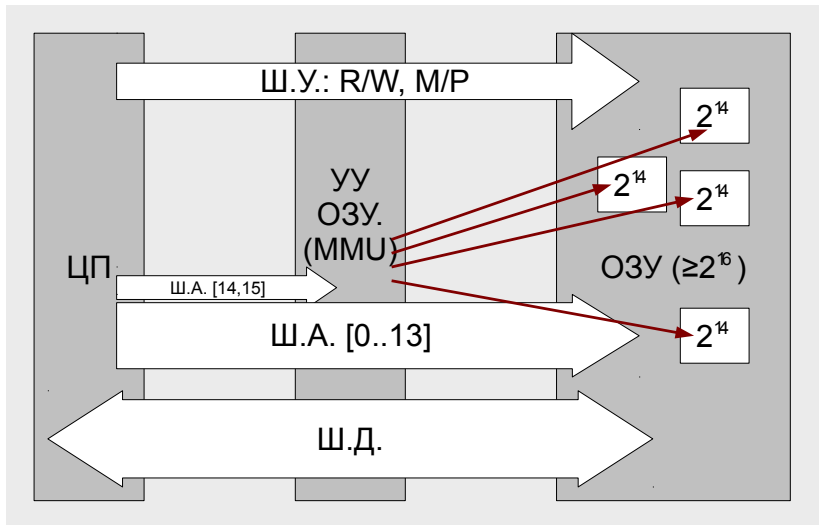 Ш.У.: R/W, M/P
2¹⁴
УУ
ОЗУ.
(MMU)
2¹⁴
2¹⁴
ЦП
ОЗУ (≥2¹⁶)
Ш.А. [14,15]
Ш.А. [0..13]
2¹⁴
Ш.Д.